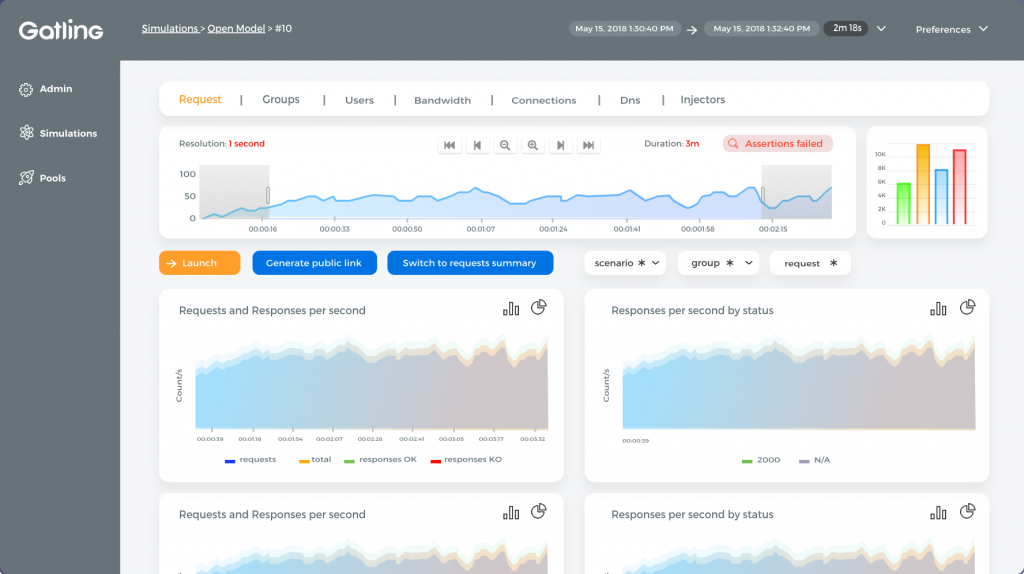 Gatling
Simulations > Open Model > #10
May 15, 2018 1:30:40 PM → May 15, 2018 1:32:40 PM 2m 18s
Preferences
Admin
Simulations
Pools
Request | Groups | Users | Bandwidth | Connections | Dns | Injectors
Resolution: 1 second
Duration: 3m
Assertions failed
100
50
0
00:00:16 00:00:33 00:00:50 00:01:07 00:01:24 00:01:41 00:001:58 00:02:15
10K
8K
6K
4K
2K
0
→ Launch
Generate public link
Switch to requests summary
scenario *
group *
request *
Requests and Responses per second
Count/s
00:00:39 00:01:18 00:01:54 00:02:07 00:02:28 00:02:41 00:03:05 00:03:17 00:03:32
requests total responses OK responses KO
Responses per second by status
Count/s
00:00:39
2000 N/A
Requests and Responses per second
Responses per second by status